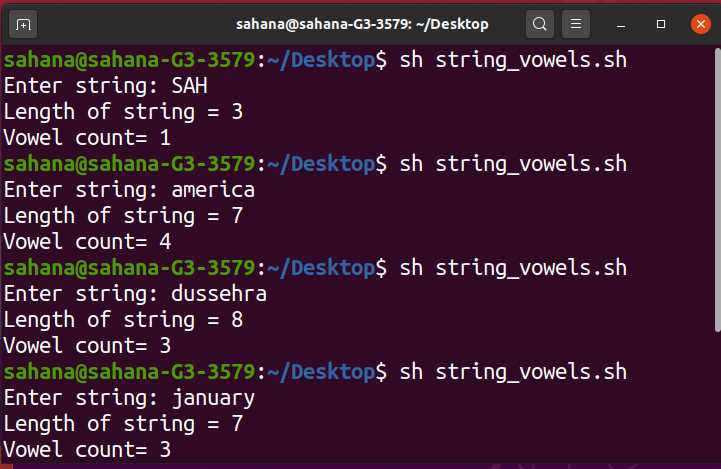 sahana@sahana-G3-3579: ~/Desktop
sahana@sahana-G3-3579:~/Desktop$ sh string_vowels.sh
Enter string: SAH
Length of string = 3
Vowel count= 1
sahana@sahana-G3-3579:~/Desktop$ sh string_vowels.sh
Enter string: america
Length of string = 7
Vowel count= 4
sahana@sahana-G3-3579:~/Desktop$ sh string_vowels.sh
Enter string: dussehra
Length of string = 8
Vowel count= 3
sahana@sahana-G3-3579:~/Desktop$ sh string_vowels.sh
Enter string: january
Length of string = 7
Vowel count= 3